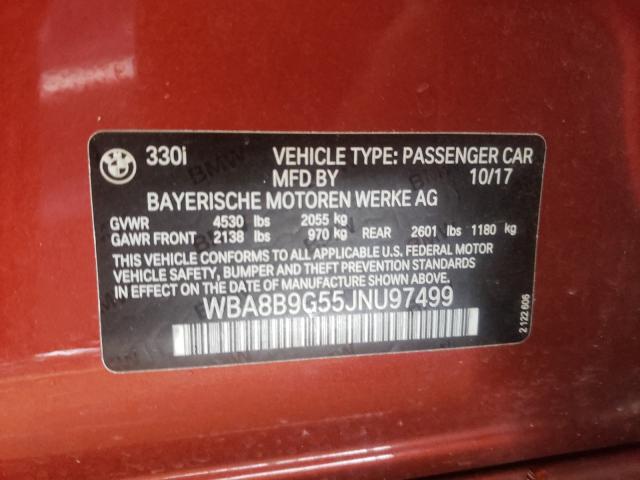 330i VEHICLE TYPE: PASSENGER CAR
MFD BY 10/17
BAYERISCHE MOTOREN WERKE AG
GVWR 4530 lbs 2055 kg
GAWR FRONT 2138 lbs 970 kg REAR 2601 lbs 1180 kg
THIS VEHICLE CONFORMS TO ALL APPLICABLE U.S. FEDERAL MOTOR
VEHICLE SAFETY, BUMPER AND THEFT PREVENTION STANDARDS IN
EFFECT ON THE DATE OF MANUFACTURE SHOWN ABOVE.
WBA8B9G55JNU97499
2 122 606